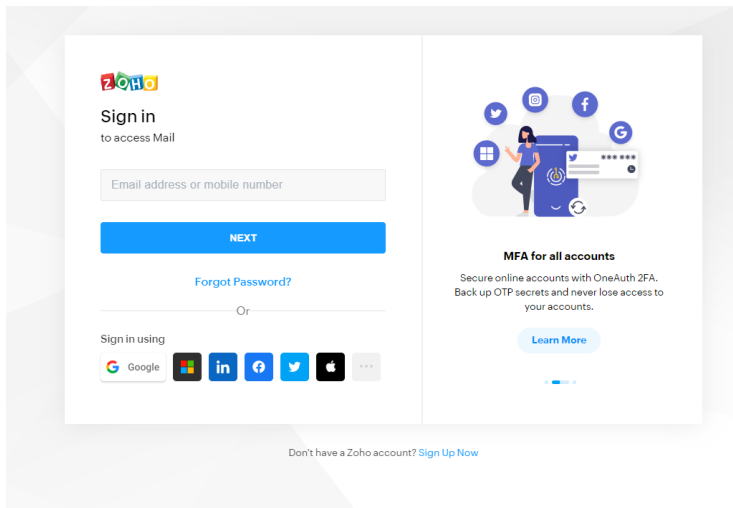 ZOHO
Sign in
to access Mail
Email address or mobile number
NEXT
Forgot Password?
Or
Sign in using
Google
in
Don't have a Zoho account? Sign Up Now
MFA for all accounts
Secure online accounts with OneAuth 2FA.
Back up OTP secrets and never lose access to
your accounts.
Learn More